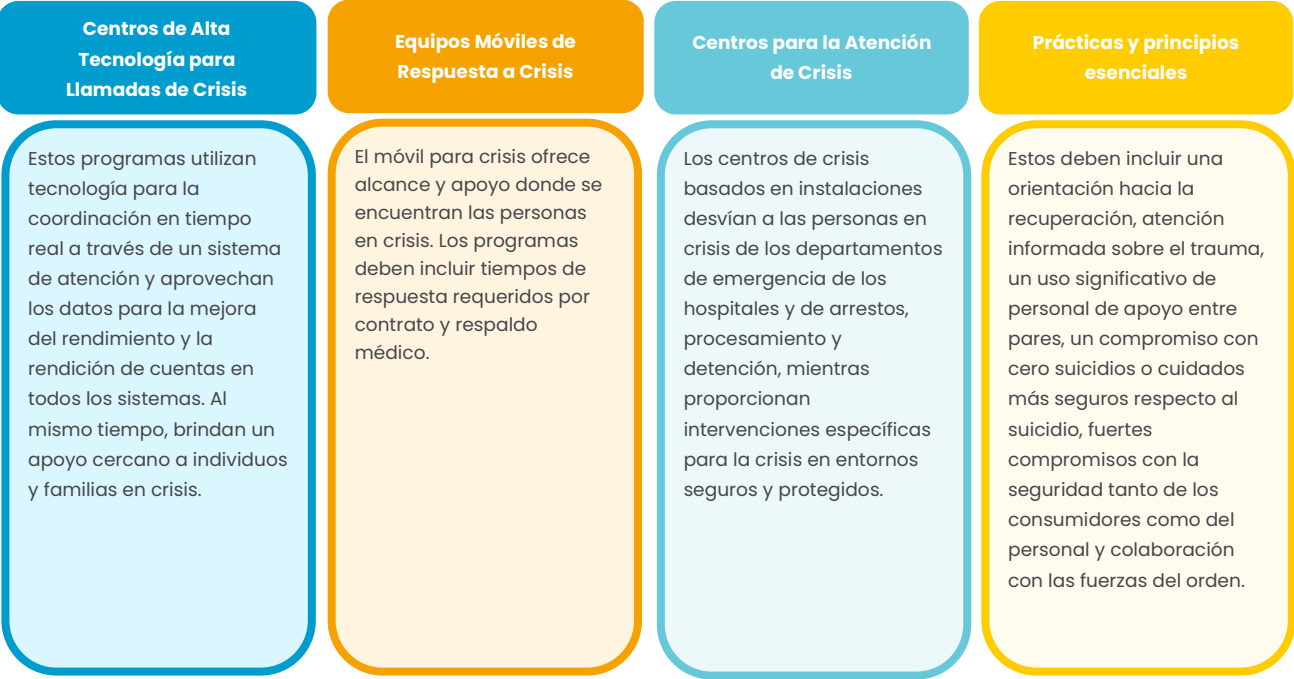 Centros de Alta
Tecnología para
Llamadas de Crisis
Estos programas utilizan
tecnología para la
coordinación en tiempo
real a través de un sistema
de atención y aprovechan
los datos para la mejora
del rendimiento y la
rendición de cuentas en
todos los sistemas. Al
mismo tiempo, brindan un
apoyo cercano a individuos
y familias en crisis.
Equipos Móviles de
Respuesta a Crisis
El móvil para crisis ofrece
alcance y apoyo donde se
encuentran las personas
en crisis. Los programas
deben incluir tiempos de
respuesta requeridos por
contrato y respaldo
médico.
Centros para la Atención
de Crisis
Los centros de crisis
basados en instalaciones
desvían a las personas en
crisis de los departamentos
de emergencia de los
hospitales y de arrestos,
procesamiento y
detención, mientras
proporcionan
intervenciones específicas
para la crisis en entornos
seguros y protegidos.
Prácticas y principios
esenciales
Estos deben incluir una
orientación hacia la
recuperación, atención
informada sobre el trauma,
un uso significativo de
personal de apoyo entre
pares, un compromiso con
cero suicidios o cuidados
más seguros respecto al
suicidio, fuertes
compromisos con la
seguridad tanto de los
consumidores como del
personal y colaboración
con las fuerzas del orden.